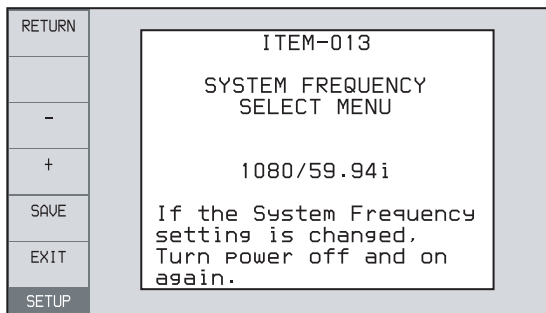 RETURN
-
+
SAVE
EXIT
SETUP
ITEM-013
SYSTEM FREQUENCY
SELECT MENU
1080/59.94i
If the System Frequency
setting is changed,
Turn power off and on
again.